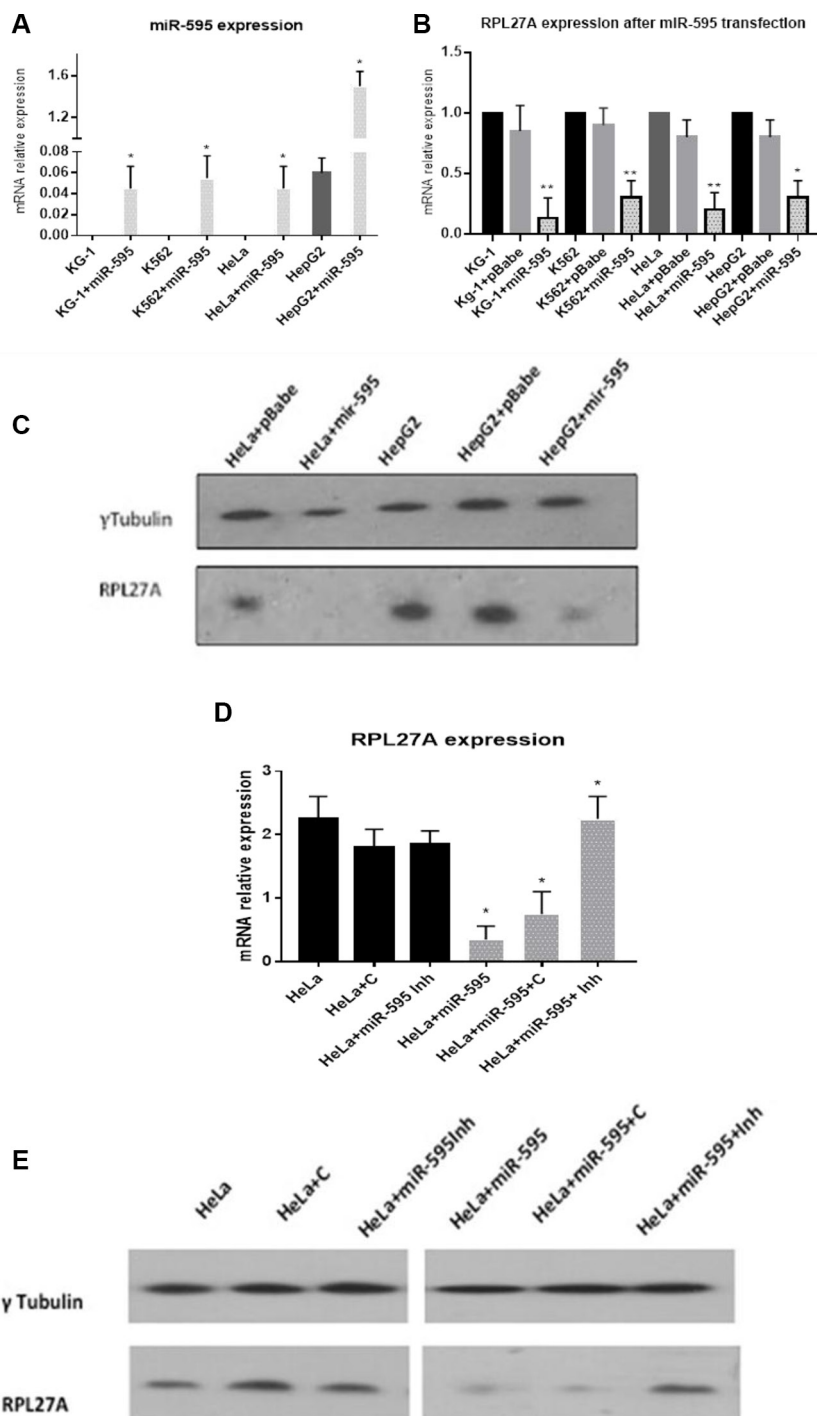 A
miR-595 expression
mRNA relative expression
1.6
1.2
0.08
0.06
0.04
0.02
0.00
*
*
*
*
KG-1
KG-1+miR-595
K562
K562+miR-595
HeLa
HeLa+miR-595
HepG2
HepG2+miR-595
B
RPL27A expression after miR-595 transfection
mRNA relative expression
1.5
1.0
0.5
0.0
**
**
**
*
KG-1
Kg-1+pBabe
KG-1+miR-595
K562
K562+pBabe
K562+miR-595
HeLa
HeLa+pBabe
HeLa+miR-595
HepG2
HepG2+pBabe
HepG2+miR-595
C
HeLa+pBabe
HeLa+mir-595
HepG2
HepG2+pBabe
HepG2+mir-595
γTubulin
RPL27A
D
RPL27A expression
mRNA relative expression
3
2
1
0
*
*
*
HeLa
HeLa+C
HeLa+miR-595 Inh
HeLa+miR-595
HeLa+miR-595+C
HeLa+miR-595+ Inh
E
HeLa
HeLa+C
HeLa+miR-595Inh
HeLa+miR-595
HeLa+miR-595+C
HeLa+miR-595+Inh
γ Tubulin
RPL27A